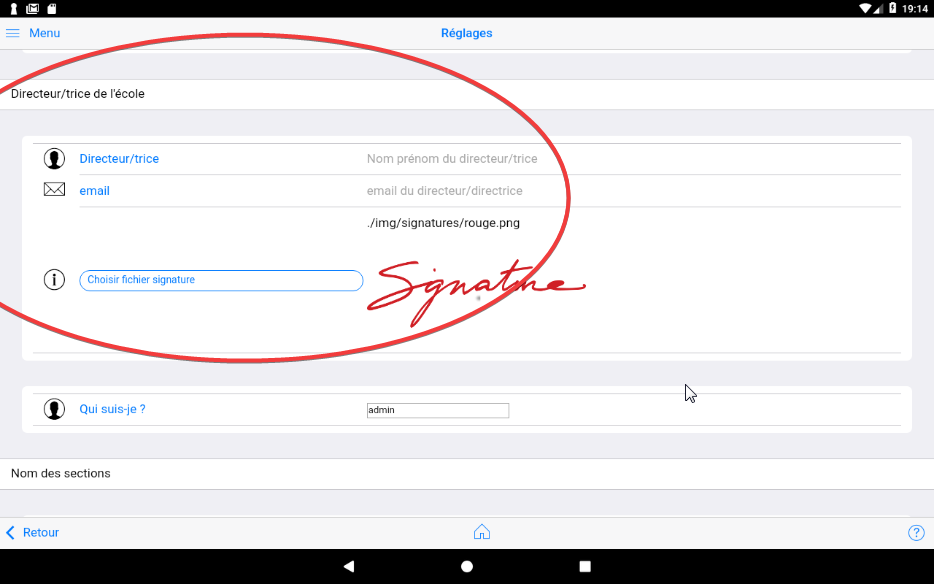 19:14
Menu
Réglages
Directeur/trice de l'école
Directeur/trice
Nom prénom du directeur/trice
email
email du directeur/directrice
./img/signatures/rouge.png
Choisir fichier signature
Signature
Qui suis-je ?
admin
Nom des sections
Retour